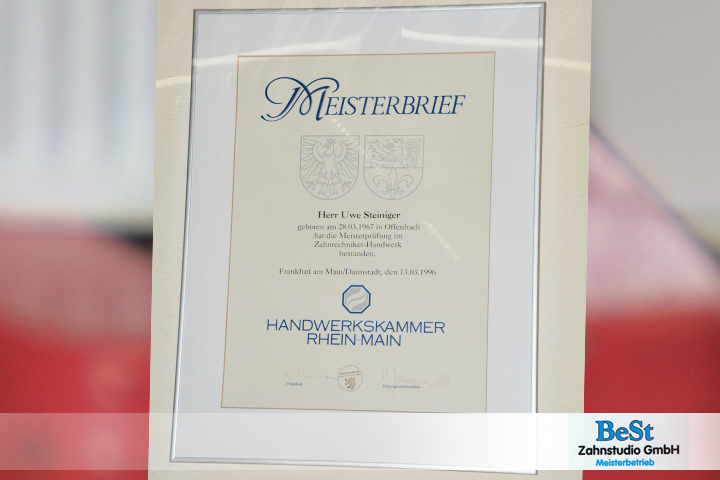 MEISTERBRIEF
Herr Uwe Steiniger
geboren am 28.03.1967 in Offenbach
hat die Meisterprüfung im
Zahntechniker-Handwerk
bestanden.
Frankfurt am Main/Darmstadt, den 13.03.1996
HANDWERKSKAMMER
RHEIN-MAIN
Präsident
BeSt
Zahnstudio GmbH
Meisterbetrieb